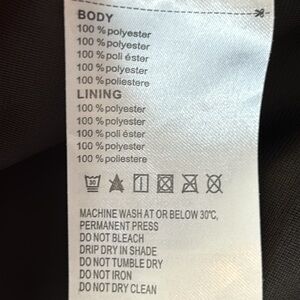 BODY
100 % polyester
100 % polyester
100 % poli éster
100 % polyester
100 % poliestere
LINING
100 % polyester
100 % polyester
100 % poli éster
100 % polyester
100 % poliestere
30
MACHINE WASH AT OR BELOW 30℃,
PERMANENT PRESS
DO NOT BLEACH
DRIP DRY IN SHADE
DO NOT TUMBLE DRY
DO NOT IRON
DO NOT DRY CLEAN